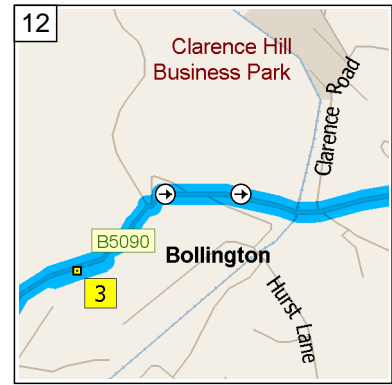 12
Clarence Hill
Business Park
Clarence Road
B5090
Bollington
3
Hurst Lane